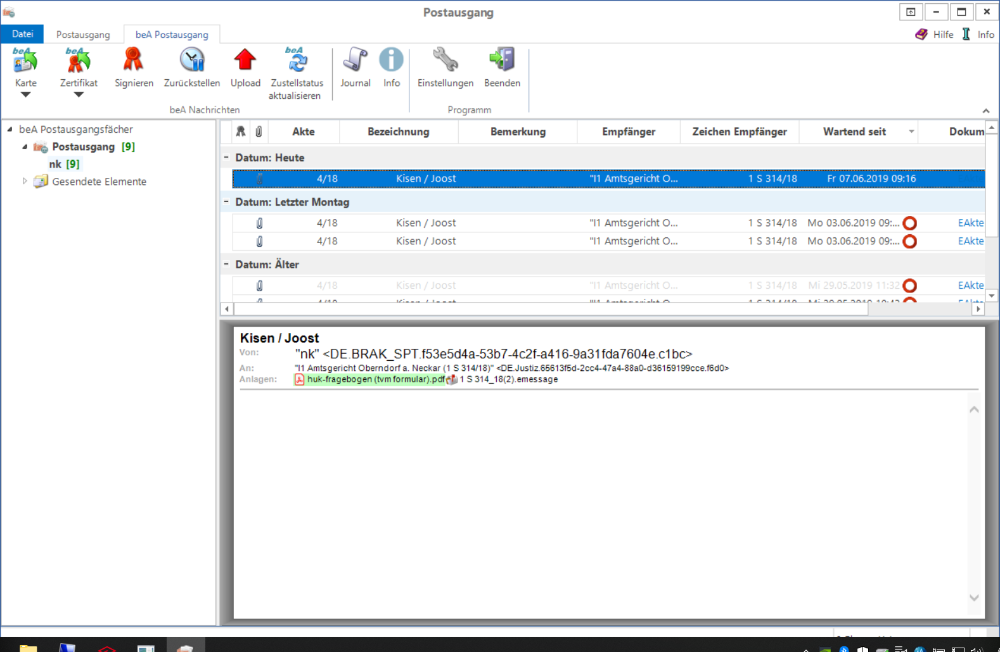 Postausgang
Datei Postausgang beA Postausgang Hilfe Info
beA beA beA
Karte Zertifikat Signieren Zurückstellen Upload Zustellstatus aktualisieren Journal Info Einstellungen Beenden
beA Nachrichten Programm
beA Postausgangsfächer
Postausgang [9]
nk [9]
Gesendete Elemente
Akte Bezeichnung Bemerkung Empfänger Zeichen Empfänger Wartend seit Dokum
Datum: Heute
4/18 Kisen / Joost "I1 Amtsgericht O... 1 S 314/18 Fr 07.06.2019 09:16
Datum: Letzter Montag
4/18 Kisen / Joost "I1 Amtsgericht O... 1 S 314/18 Mo 03.06.2019 09:... EAkte
4/18 Kisen / Joost "I1 Amtsgericht O... 1 S 314/18 Mo 03.06.2019 09:... EAkte
Datum: Älter
4/18 Kisen / Joost "I1 Amtsgericht O... 1 S 314/18 Mi 29.05.2019 11:32 EAkte
Kisen / Joost
Von: "nk" <DE.BRAK_SPT.f53e5d4a-53b7-4c2f-a416-9a31fda7604e.c1bc>
An: "I1 Amtsgericht Oberndorf a. Neckar (1 S 314/18)" <DE.Justiz.65613f5d-2cc4-47a4-88a0-d36159199cce.f6d0>
Anlagen: huk-fragebogen (tvm formular).pdf 1 S 314_18(2).emessage